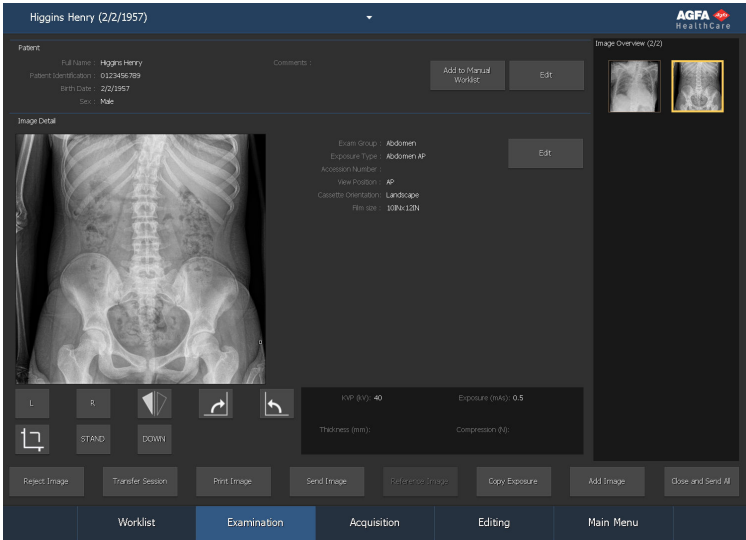 Higgins Henry (2/2/1957)
AGFA
HealthCare
Patient
Full Name : Higgins Henry
Comments :
Patient Identification : 0123456789
Birth Date : 2/2/1957
Sex : Male
Add to Manual
Worklist
Edit
Image Overview (2/2)
Image Detail
Exam Group : Abdomen
Exposure Type : Abdomen AP
Accession Number :
View Position : AP
Cassette Orientation: Landscape
Film size : 10INx12IN
Edit
D
L
R
STAND
DOWN
KVP (kV): 40
Exposure (mAs): 0.5
Thickness (mm):
Compression (N):
Reject Image
Transfer Session
Print Image
Send Image
Reference Image
Copy Exposure
Add Image
Close and Send All
Worklist
Examination
Acquisition
Editing
Main Menu